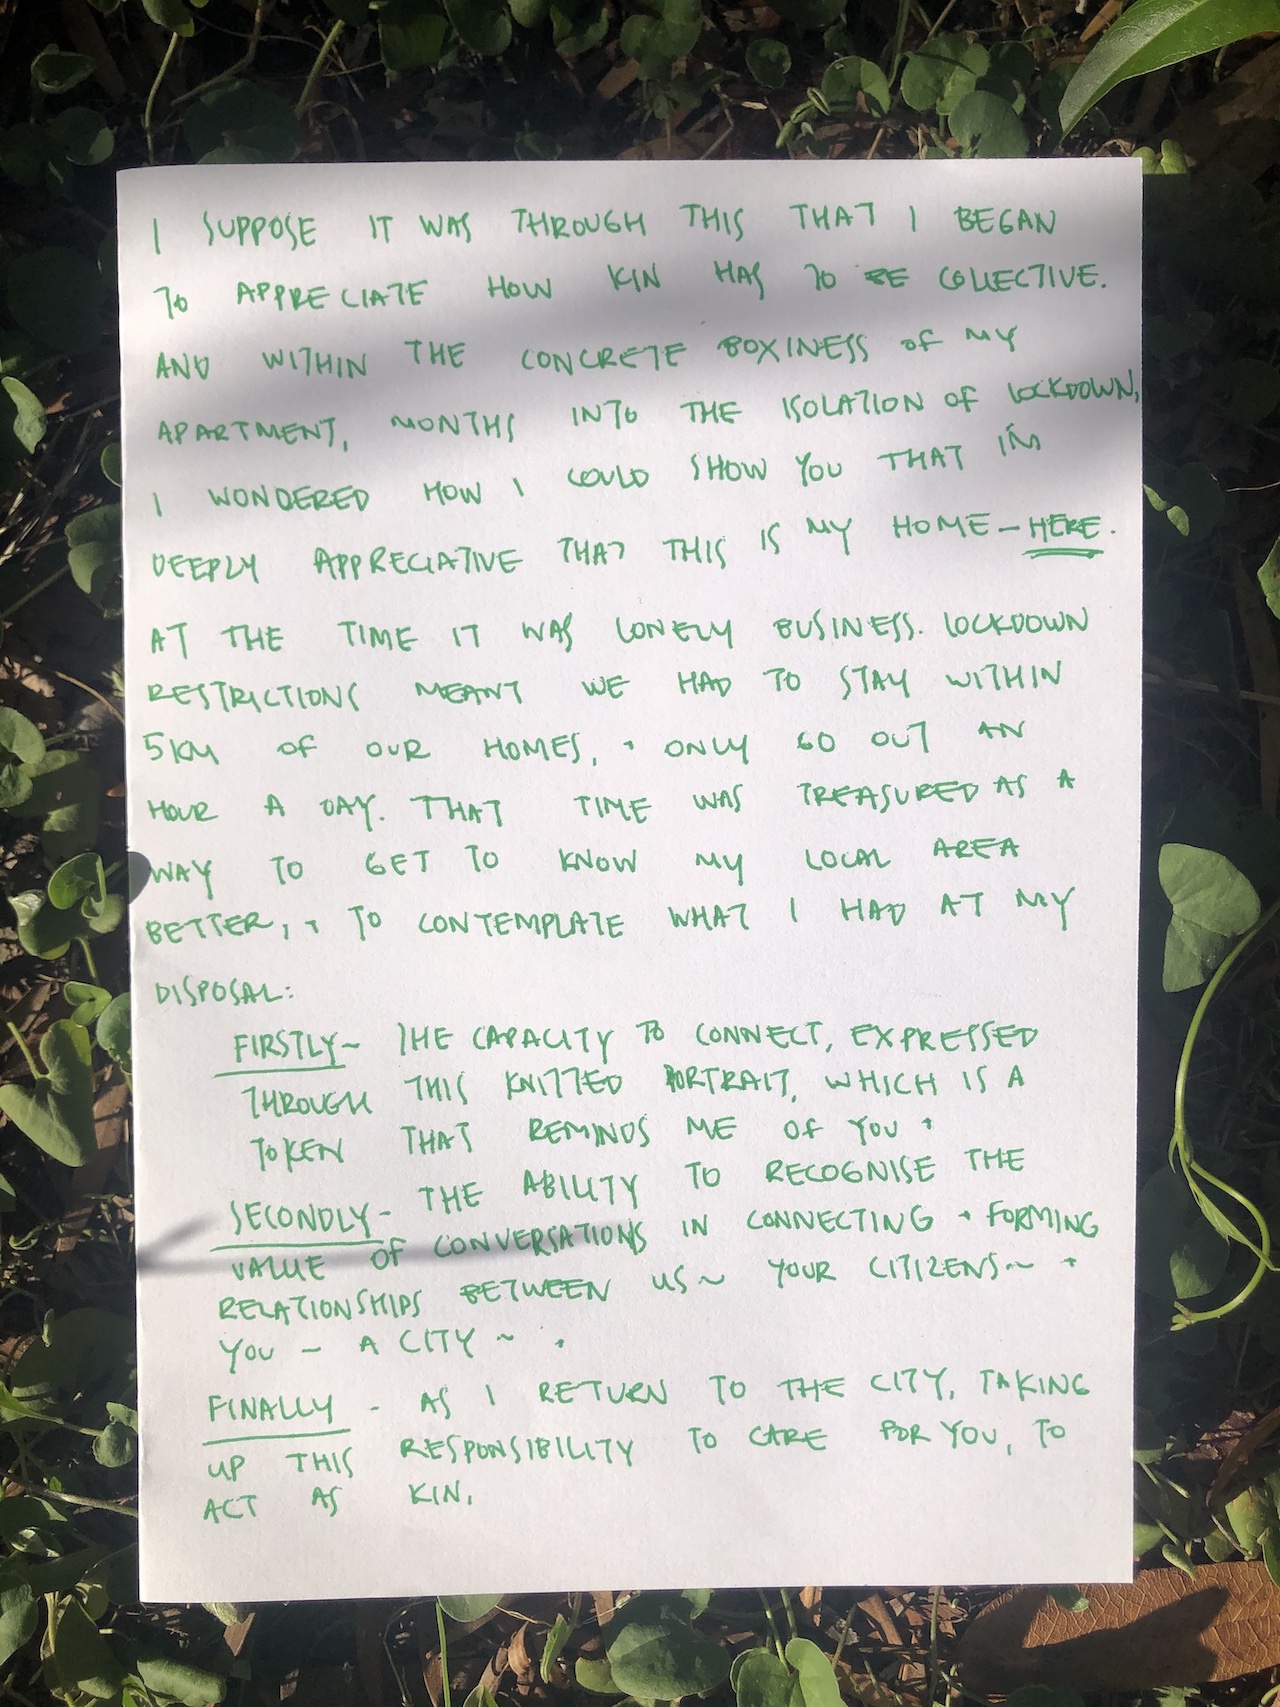 I SUPPOSE IT WAS THROUGH THIS THAT I BEGAN
TO APPRECIATE HOW KIN HAS TO BE COLLECTIVE.
AND WITHIN THE CONCRETE BOXINESS OF MY
APARTMENT, MONTHS INTO THE ISOLATION OF LOCKDOWN,
I WONDERED HOW I COULD SHOW YOU THAT I'M
DEEPLY APPRECIATIVE THAT THIS IS MY HOME – HERE.
AT THE TIME IT WAS LONELY BUSINESS. LOCKDOWN
RESTRICTIONS MEANT WE HAD TO STAY WITHIN
5KM OF OUR HOMES, + ONLY GO OUT AN
HOUR A DAY. THAT TIME WAS TREASURED AS A
WAY TO GET TO KNOW MY LOCAL AREA
BETTER, + TO CONTEMPLATE WHAT I HAD AT MY
DISPOSAL:
FIRSTLY ~ THE CAPACITY TO CONNECT, EXPRESSED
THROUGH THIS KNITTED PORTRAIT, WHICH IS A
TOKEN THAT REMINDS ME OF YOU +
SECONDLY - THE ABILITY TO RECOGNISE THE
VALUE OF CONVERSATIONS IN CONNECTING + FORMING
RELATIONSHIPS BETWEEN US ~ YOUR CITIZENS ~ +
YOU – A CITY ~ +
FINALLY - AS I RETURN TO THE CITY, TAKING
UP THIS RESPONSIBILITY TO CARE FOR YOU, TO
ACT AS KIN.